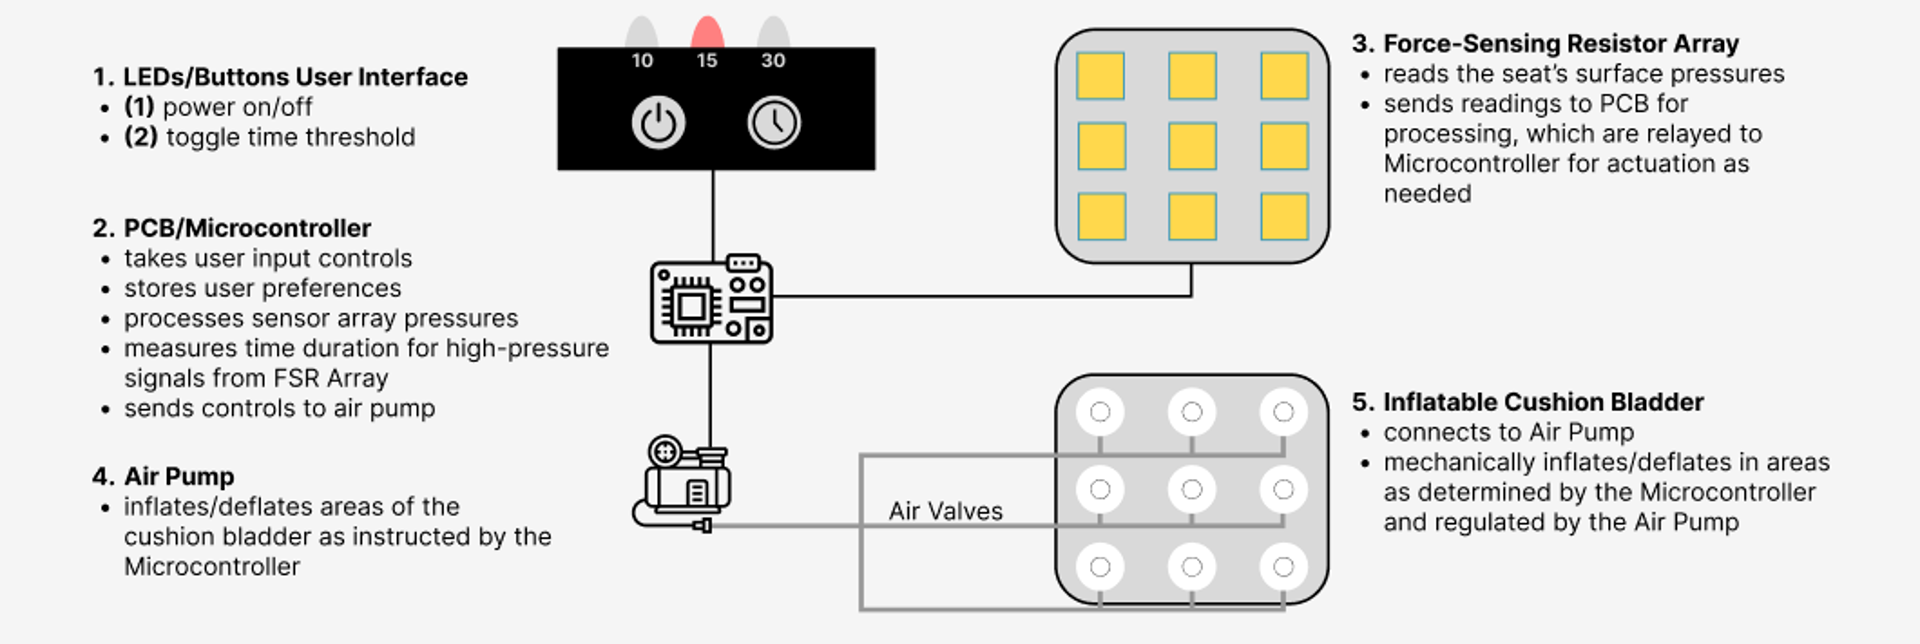 1. LEDs/Buttons User Interface
• (1) power on/off
• (2) toggle time threshold
10 15 30
2. PCB/Microcontroller
• takes user input controls
• stores user preferences
• processes sensor array pressures
• measures time duration for high-pressure
signals from FSR Array
• sends controls to air pump
3. Force-Sensing Resistor Array
• reads the seat's surface pressures
• sends readings to PCB for
processing, which are relayed to
Microcontroller for actuation as
needed
4. Air Pump
• inflates/deflates areas of the
cushion bladder as instructed by the
Microcontroller
Air Valves
5. Inflatable Cushion Bladder
• connects to Air Pump
• mechanically inflates/deflates in areas
as determined by the Microcontroller
and regulated by the Air Pump